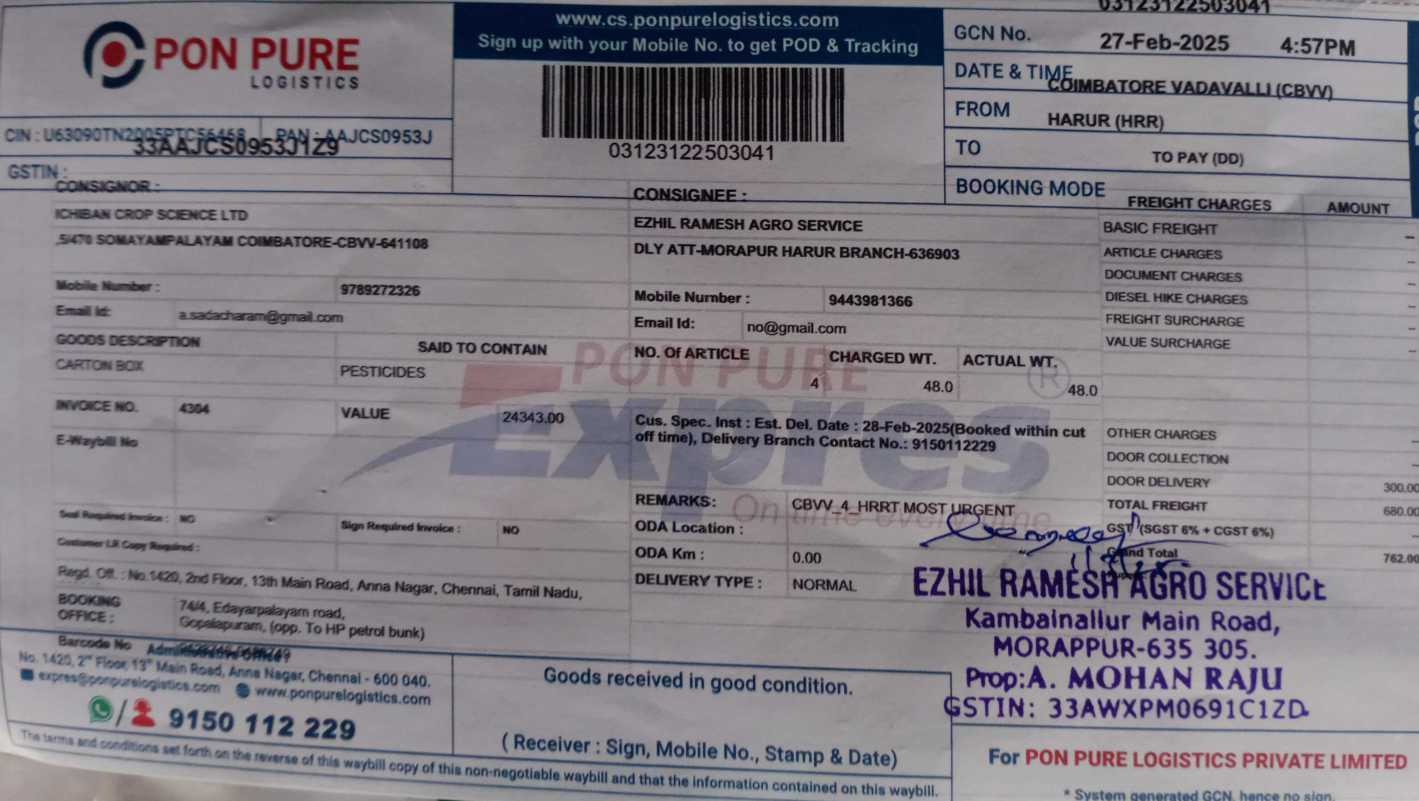 03123122503041
PON PURE
LOGISTICS
www.cs.ponpurelogistics.com
Sign up with your Mobile No. to get POD & Tracking
03123122503041
GCN No.
27-Feb-2025 4:57PM
DATE & TIME
COIMBATORE VADAVALLI (CBVV)
FROM
HARUR (HRR)
TO
TO PAY (DD)
BOOKING MODE
CIN : U63090TN2005PTC56468 PAN : AAJCS0953J
33AAJCS0953J1Z9
GSTIN :
CONSIGNOR :
ICHIBAN CROP SCIENCE LTD
,5/470 SOMAYAMPALAYAM COIMBATORE-CBVV-641108
Mobile Number : 9789272326
Email Id: a.sadacharam@gmail.com
GOODS DESCRIPTION SAID TO CONTAIN
CARTON BOX PESTICIDES
INVOICE NO. 4304 VALUE 24343.00
E-Waybill No
Seal Required Invoice : NO Sign Required Invoice : NO
Customer LR Copy Required :
Regd. Off. : No.1420, 2nd Floor, 13th Main Road, Anna Nagar, Chennai, Tamil Nadu,
BOOKING OFFICE : 74/4, Edayarpalayam road,
Gopalapuram, (opp. To HP petrol bunk)
Barcode No
Administrative Office
No. 1420, 2nd Floor, 13th Main Road, Anna Nagar, Chennai - 600 040.
expres@ponpurelogistics.com www.ponpurelogistics.com
9150 112 229
CONSIGNEE :
EZHIL RAMESH AGRO SERVICE
DLY ATT-MORAPUR HARUR BRANCH-636903
Mobile Number : 9443981366
Email Id: no@gmail.com
NO. Of ARTICLE CHARGED WT. ACTUAL WT.
4 48.0 48.0
PON PURE
Expres
On time every time
Cus. Spec. Inst : Est. Del. Date : 28-Feb-2025(Booked within cut
off time), Delivery Branch Contact No.: 9150112229
REMARKS: CBVV_4_HRRT MOST URGENT
ODA Location :
ODA Km : 0.00
DELIVERY TYPE : NORMAL
FREIGHT CHARGES AMOUNT
BASIC FREIGHT –
ARTICLE CHARGES –
DOCUMENT CHARGES –
DIESEL HIKE CHARGES –
FREIGHT SURCHARGE –
VALUE SURCHARGE –
OTHER CHARGES –
DOOR COLLECTION –
DOOR DELIVERY 300.00
TOTAL FREIGHT 680.00
GST (SGST 6% + CGST 6%) –
Grand Total 762.00
EZHIL RAMESH AGRO SERVICE
Kambainallur Main Road,
MORAPPUR-635 305.
Prop:A. MOHAN RAJU
GSTIN: 33AWXPM0691C1ZD
Goods received in good condition.
( Receiver : Sign, Mobile No., Stamp & Date)
For PON PURE LOGISTICS PRIVATE LIMITED
* System generated GCN, hence no sign.
The terms and conditions set forth on the reverse of this waybill copy of this non-negotiable waybill and that the information contained on this waybill.